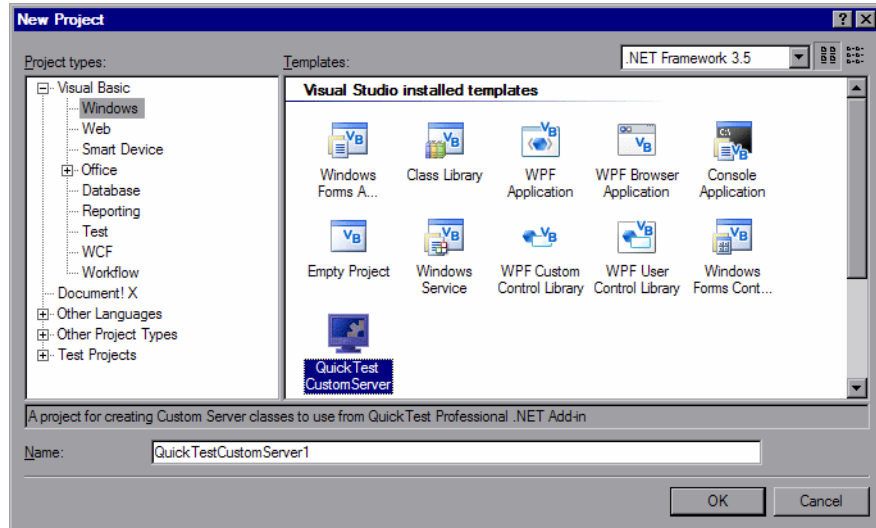 New Project
Project types:
Templates:
.NET Framework 3.5
Visual Basic
Windows
Web
Smart Device
Office
Database
Reporting
Test
WCF
Workflow
Document! X
Other Languages
Other Project Types
Test Projects
Visual Studio installed templates
Windows Forms A...
Class Library
WPF Application
WPF Browser Application
Console Application
Empty Project
Windows Service
WPF Custom Control Library
WPF User Control Library
Windows Forms Cont...
QuickTest CustomServer
A project for creating Custom Server classes to use from QuickTest Professional .NET Add-in
Name:
QuickTestCustomServer1
OK
Cancel